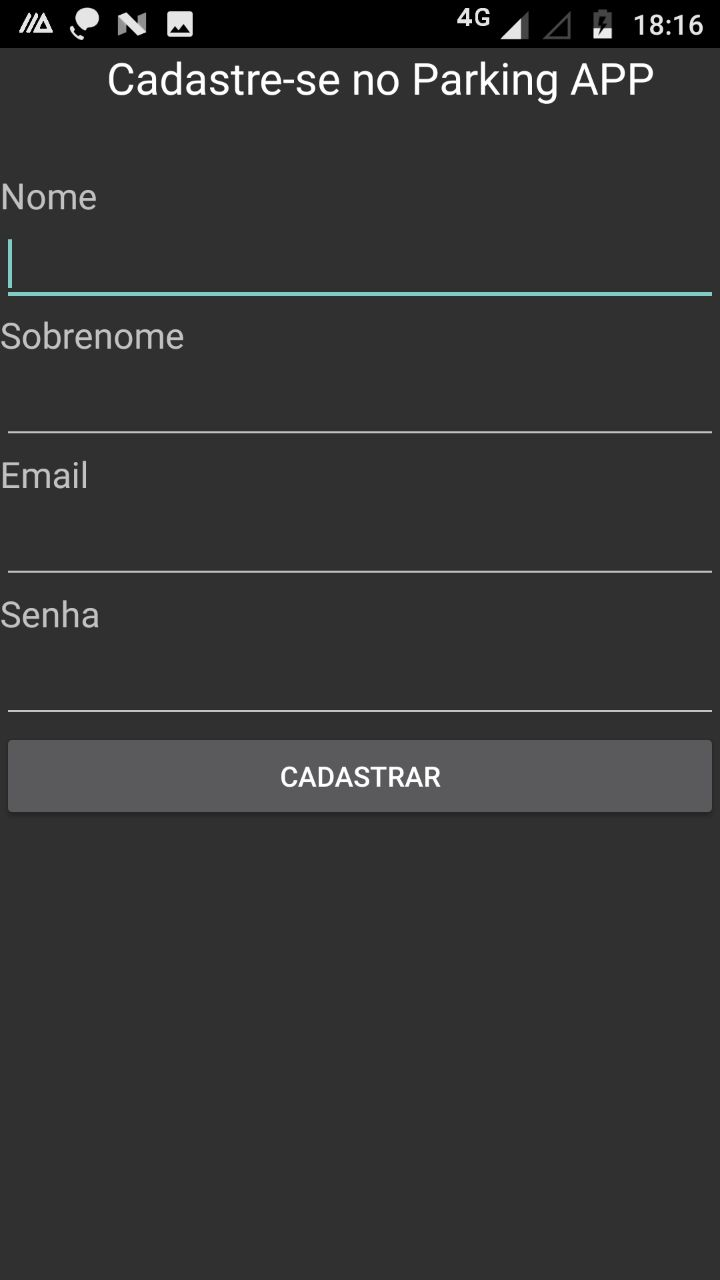 4G 18:16
Cadastre-se no Parking APP
Nome
Sobrenome
Email
Senha
CADASTRAR